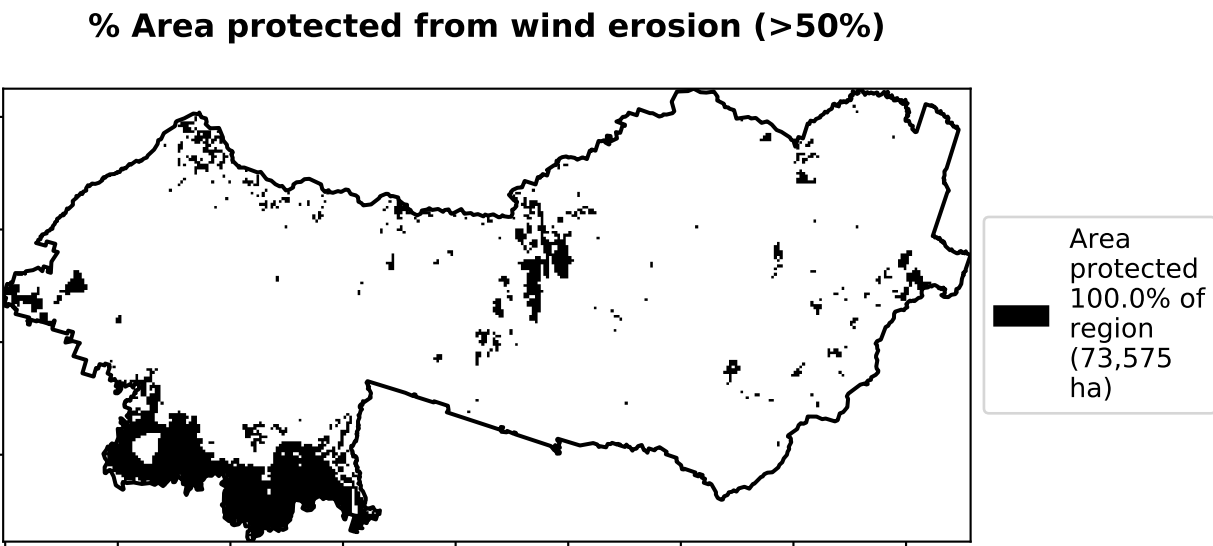 % Area protected from wind erosion (>50%)
Area
protected
100.0% of
region
(73,575
ha)